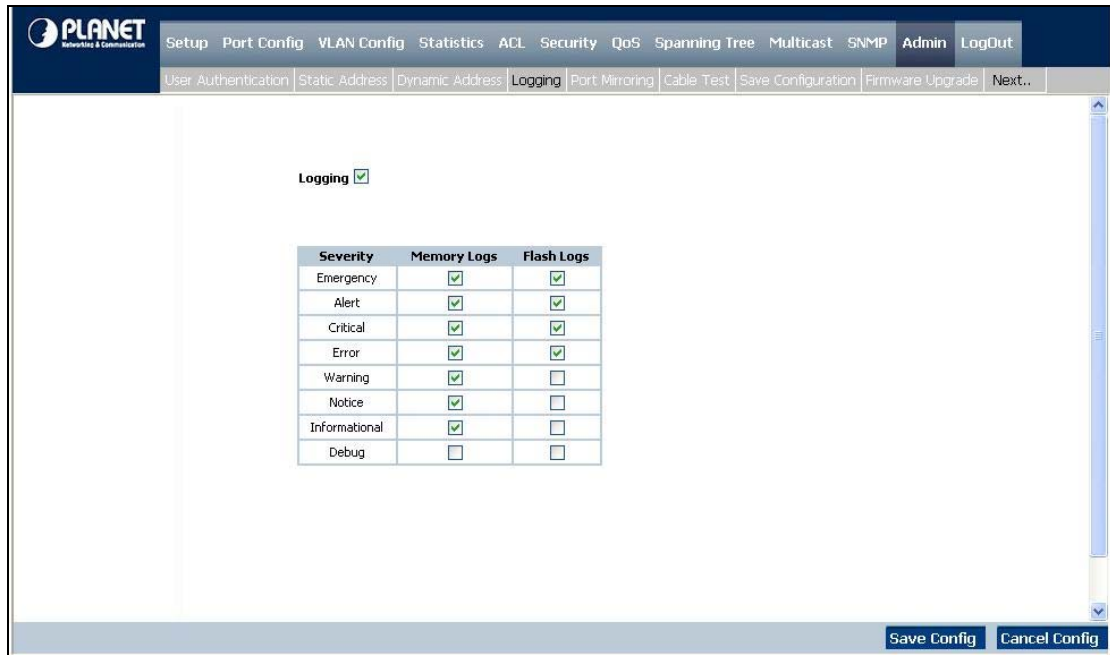 PLANET
Networking & Communication
Setup Port Config VLAN Config Statistics ACL Security QoS Spanning Tree Multicast SNMP Admin LogOut
User Authentication Static Address Dynamic Address Logging Port Mirroring Cable Test Save Configuration Firmware Upgrade Next..
Logging
Severity Memory Logs Flash Logs
Emergency
Alert
Critical
Error
Warning
Notice
Informational
Debug
Save Config Cancel Config